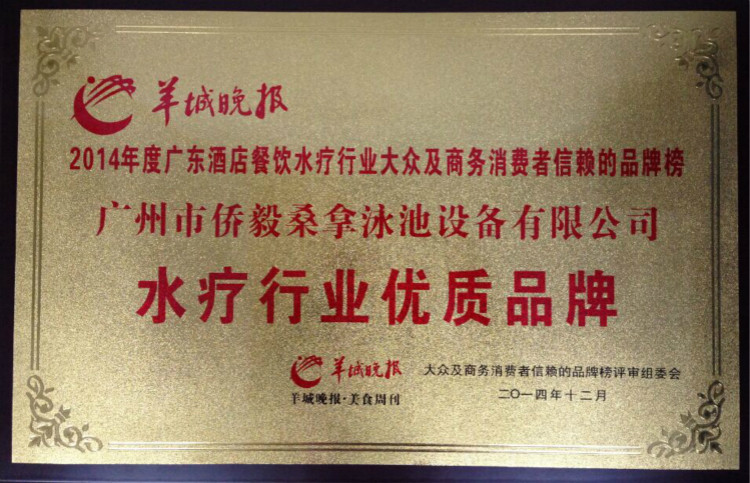 羊城晚报
2014年度广东酒店餐饮水疗行业大众及商务消费者信赖的品牌榜
广州市侨毅桑拿泳池设备有限公司
水疗行业优质品牌
羊城晚报
羊城晚报·美食周刊
大众及商务消费者信赖的品牌榜评审组委会
二〇一四年十二月